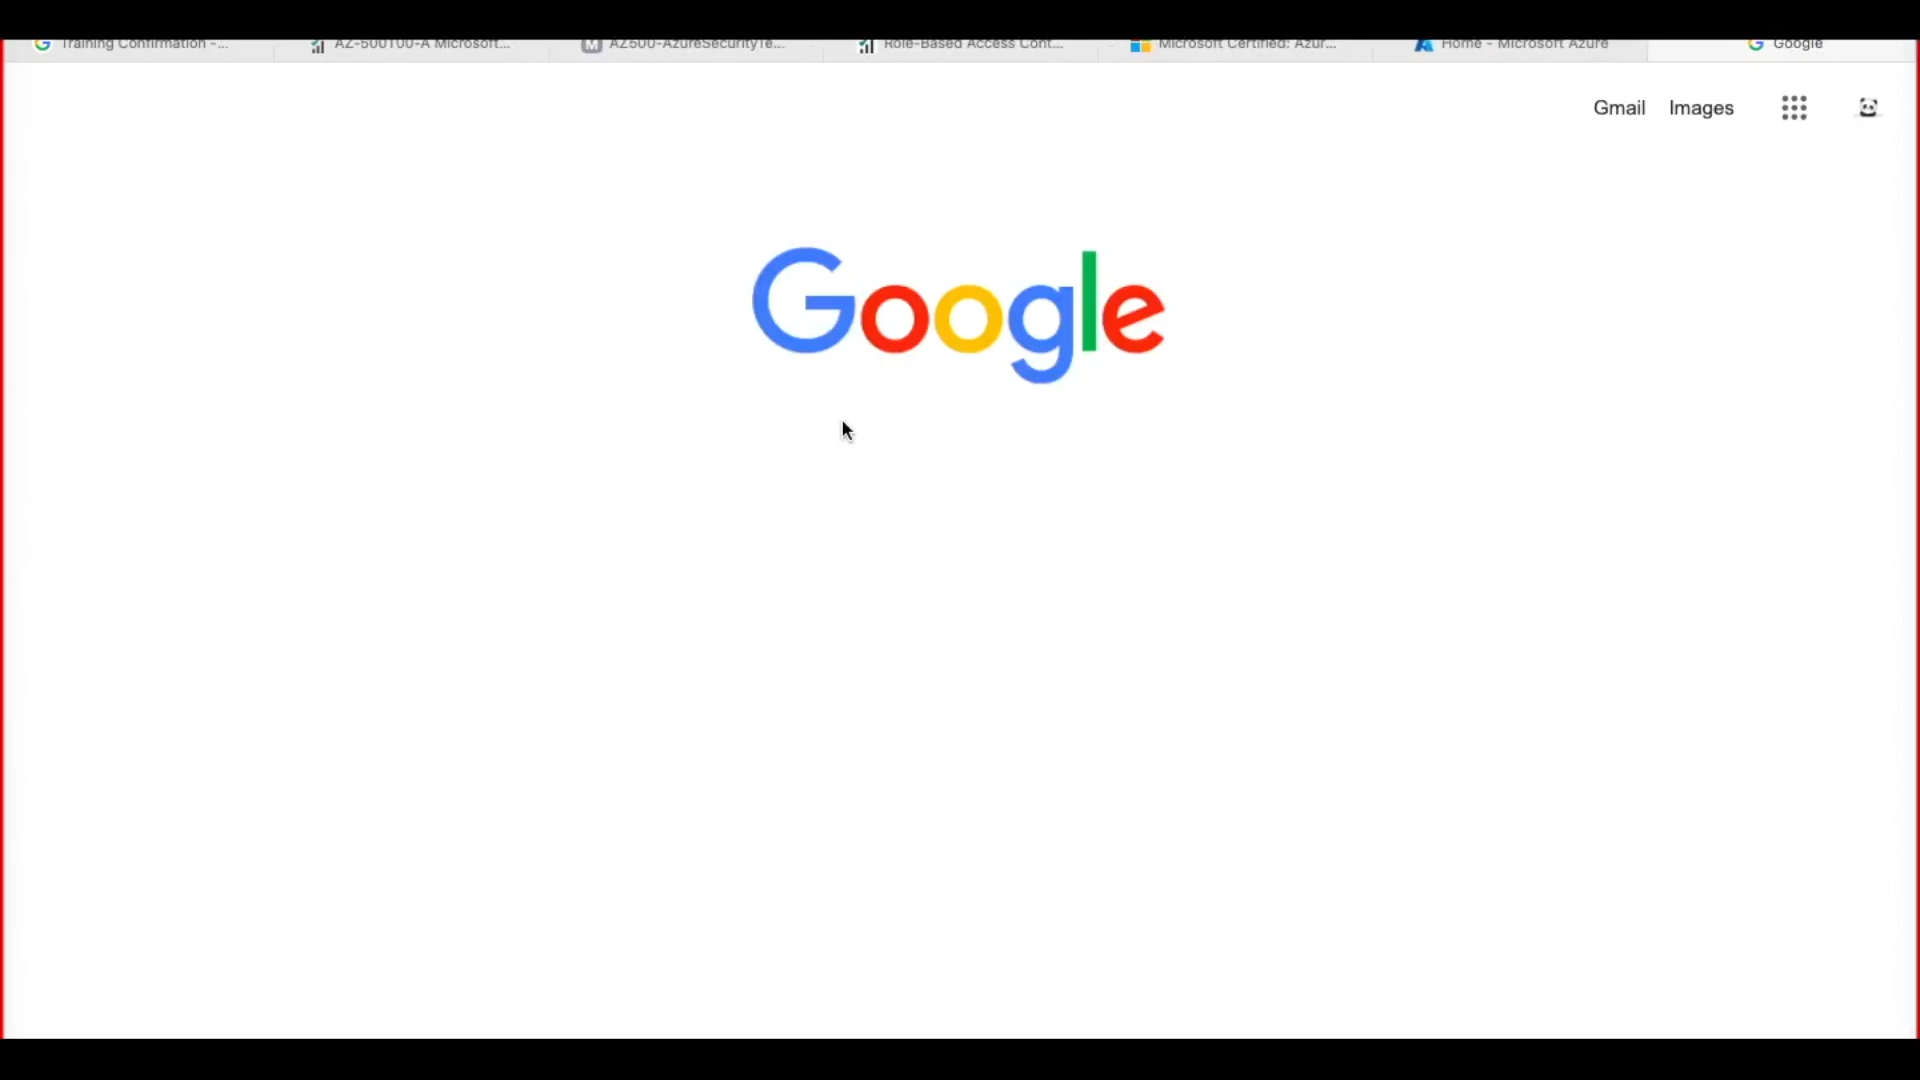 Training Confirmation -...
AZ-500T00-A Microsoft...
AZ500-AzureSecurityTe...
Role-Based Access Cont...
Microsoft Certified: Azur...
Home - Microsoft Azure
Google
Gmail
Images
Google